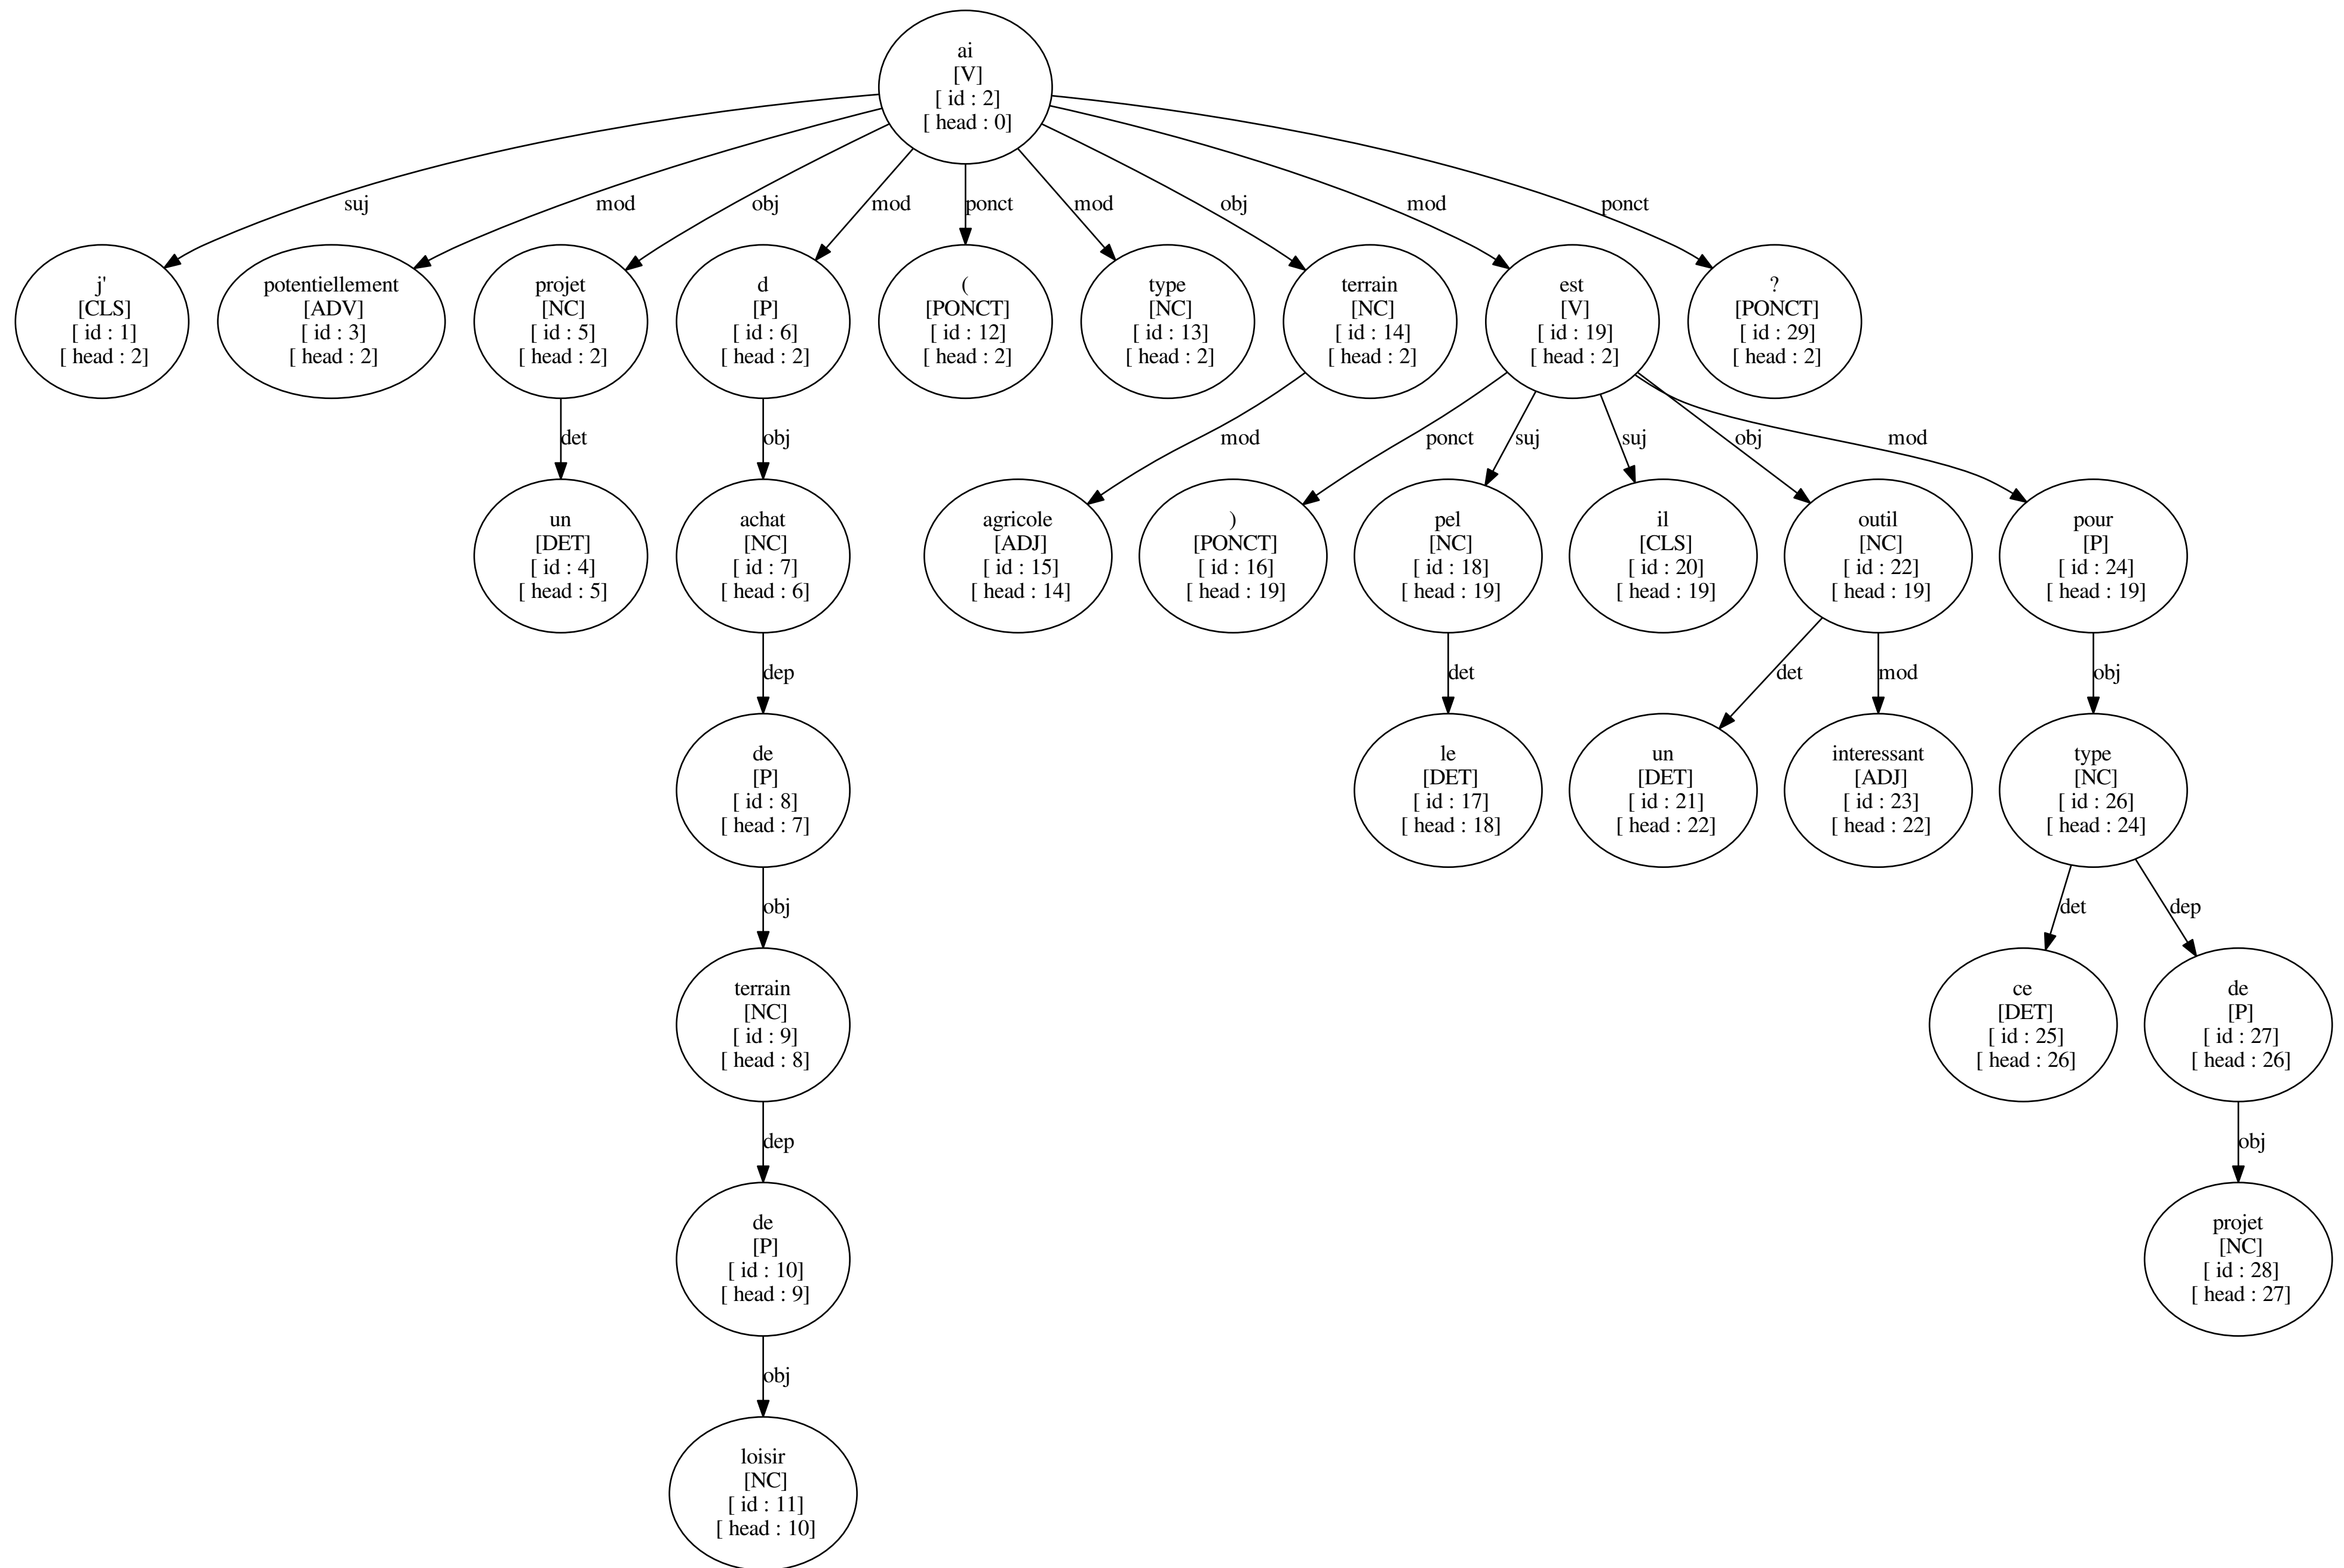 ai
[V]
[ id : 2]
[ head : 0]
suj
mod
obj
mod
ponct
mod
obj
mod
ponct
j'
[CLS]
[ id : 1]
[ head : 2]
potentiellement
[ADV]
[ id : 3]
[ head : 2]
projet
[NC]
[ id : 5]
[ head : 2]
d
[P]
[ id : 6]
[ head : 2]
(
[PONCT]
[ id : 12]
[ head : 2]
type
[NC]
[ id : 13]
[ head : 2]
terrain
[NC]
[ id : 14]
[ head : 2]
est
[V]
[ id : 19]
[ head : 2]
?
[PONCT]
[ id : 29]
[ head : 2]
det
obj
mod
ponct
suj
suj
obj
mod
un
[DET]
[ id : 4]
[ head : 5]
achat
[NC]
[ id : 7]
[ head : 6]
agricole
[ADJ]
[ id : 15]
[ head : 14]
)
[PONCT]
[ id : 16]
[ head : 19]
pel
[NC]
[ id : 18]
[ head : 19]
il
[CLS]
[ id : 20]
[ head : 19]
outil
[NC]
[ id : 22]
[ head : 19]
pour
[P]
[ id : 24]
[ head : 19]
dep
det
det
mod
obj
de
[P]
[ id : 8]
[ head : 7]
le
[DET]
[ id : 17]
[ head : 18]
un
[DET]
[ id : 21]
[ head : 22]
interessant
[ADJ]
[ id : 23]
[ head : 22]
type
[NC]
[ id : 26]
[ head : 24]
obj
det
dep
terrain
[NC]
[ id : 9]
[ head : 8]
ce
[DET]
[ id : 25]
[ head : 26]
de
[P]
[ id : 27]
[ head : 26]
dep
obj
de
[P]
[ id : 10]
[ head : 9]
projet
[NC]
[ id : 28]
[ head : 27]
obj
loisir
[NC]
[ id : 11]
[ head : 10]